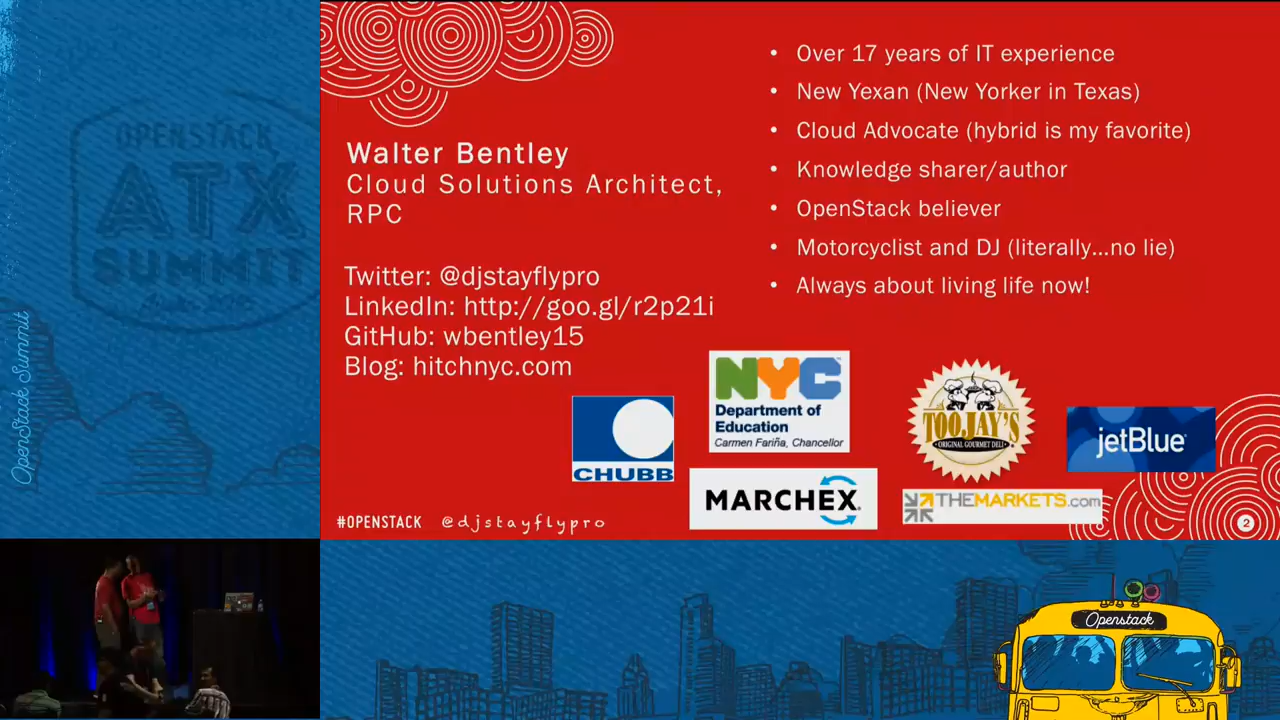 OPENSTACK
ATX
SUMMIT
OpenStack Summit
Walter Bentley
Cloud Solutions Architect,
RPC
Twitter: @djstayflypro
LinkedIn: http://goo.gl/r2p21i
GitHub: wbentley15
Blog: hitchnyc.com
• Over 17 years of IT experience
• New Yexan (New Yorker in Texas)
• Cloud Advocate (hybrid is my favorite)
• Knowledge sharer/author
• OpenStack believer
• Motorcyclist and DJ (literally...no lie)
• Always about living life now!
CHUBB
NYC
Department of
Education
Carmen Fariña, Chancellor
MARCHEX
TOOJAY'S
ORIGINAL GOURMET DELI
jetBlue
THEMARKETS.com
#OPENSTACK @djstayflypro
2
Openstack